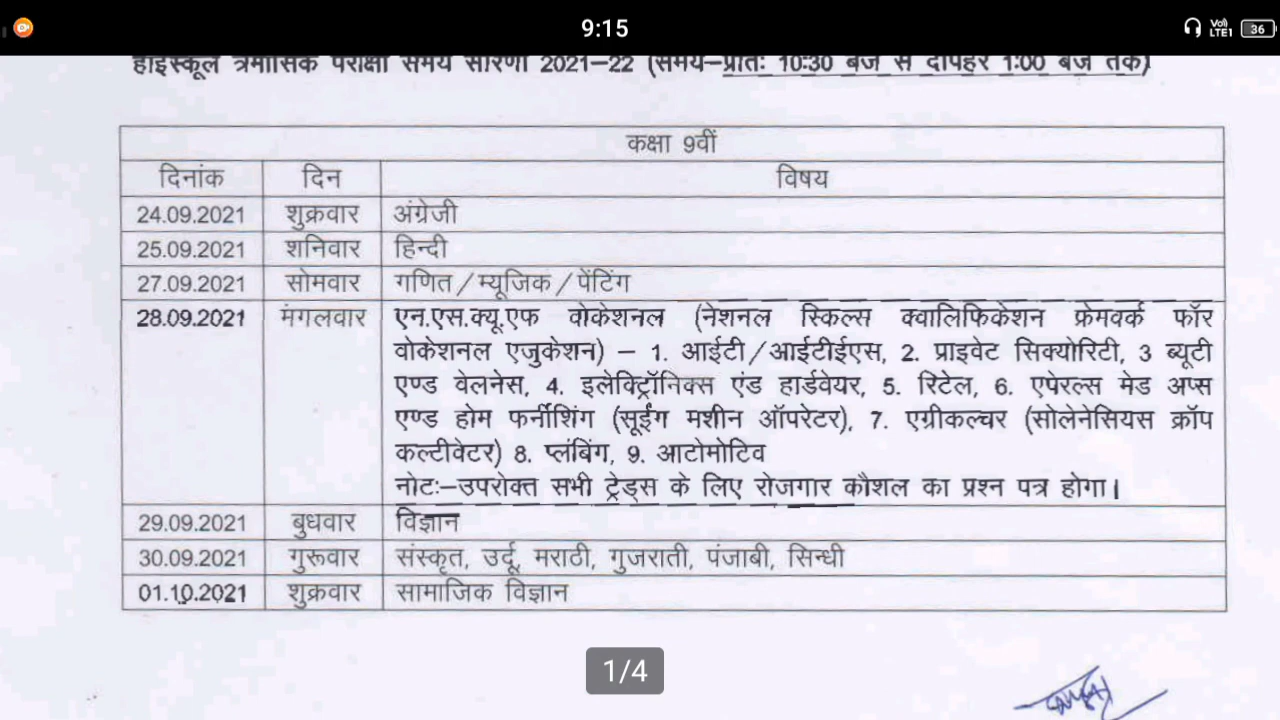 9:15
Vo) LTE1 36
हाईस्कूल त्रैमासिक परीक्षा समय सारणी 2021–22 (समय–प्रातः 10:30 बजे से दोपहर 1:00 बजे तक)
कक्षा 9वीं
दिनांक दिन विषय
24.09.2021 शुक्रवार अंग्रेजी
25.09.2021 शनिवार हिन्दी
27.09.2021 सोमवार गणित/म्यूजिक/पेंटिंग
28.09.2021 मंगलवार एन.एस.क्यू.एफ वोकेशनल (नेशनल स्किल्स क्वालिफिकेशन फ्रेमवर्क फॉर
वोकेशनल एजुकेशन) – 1. आईटी/आईटीईएस, 2. प्राइवेट सिक्योरिटी, 3 ब्यूटी
एण्ड वेलनेस, 4. इलेक्ट्रॉनिक्स एंड हार्डवेयर, 5. रिटेल, 6. एपेरल्स मेड अप्स
एण्ड होम फर्नीशिंग (सूईंग मशीन ऑपरेटर), 7. एग्रीकल्चर (सोलेनेसियस क्रॉप
कल्टीवेटर) 8. प्लंबिंग, 9. आटोमोटिव
नोटः–उपरोक्त सभी ट्रेड्स के लिए रोजगार कौशल का प्रश्न पत्र होगा।
29.09.2021 बुधवार विज्ञान
30.09.2021 गुरूवार संस्कृत, उर्दू, मराठी, गुजराती, पंजाबी, सिन्धी
01.10.2021 शुक्रवार सामाजिक विज्ञान
1/4